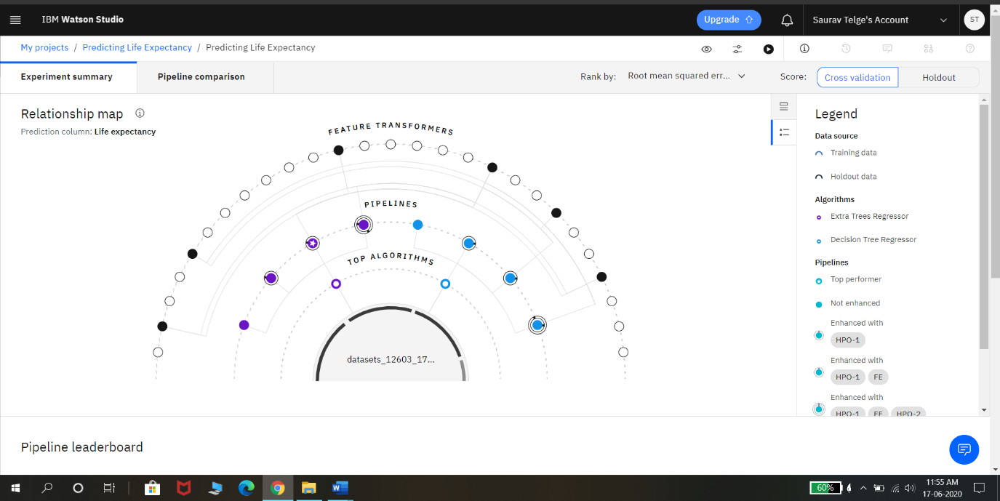 IBM Watson Studio
Upgrade
Saurav Telge's Account
ST
My projects / Predicting Life Expectancy / Predicting Life Expectancy
Experiment summary
Pipeline comparison
Rank by: Root mean squared err...
Score: Cross validation Holdout
Relationship map
Prediction column: Life expectancy
FEATURE TRANSFORMERS
PIPELINES
TOP ALGORITHMS
datasets_12603_17...
Legend
Data source
Training data
Holdout data
Algorithms
Extra Trees Regressor
Decision Tree Regressor
Pipelines
Top performer
Not enhanced
Enhanced with
HPO-1
Enhanced with
HPO-1 FE
Enhanced with
HPO-1 FE HPO-2
Pipeline leaderboard
60%
11:55 AM
17-06-2020